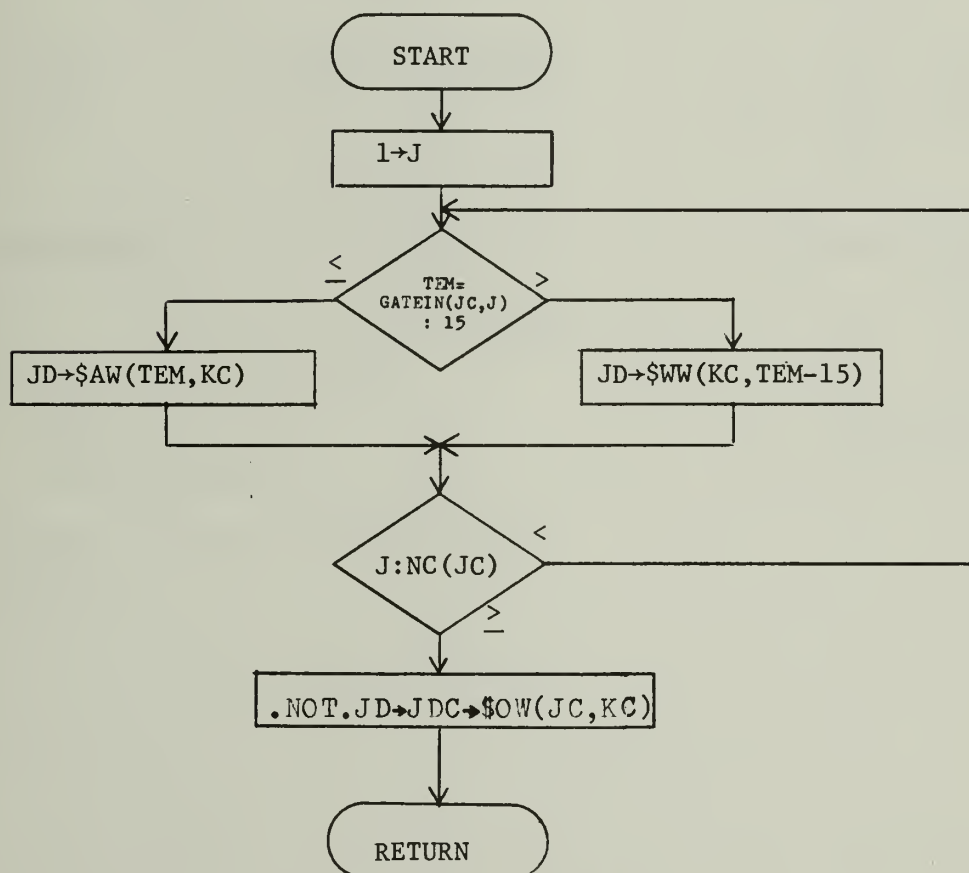 START
1→J
≤
>
TEM=
GATEIN(JC,J)
: 15
JD→$AW(TEM,KC)
JD→$WW(KC,TEM-15)
J:NC(JC)
<
≥
.NOT.JD→JDC→$OW(JC,KC)
RETURN